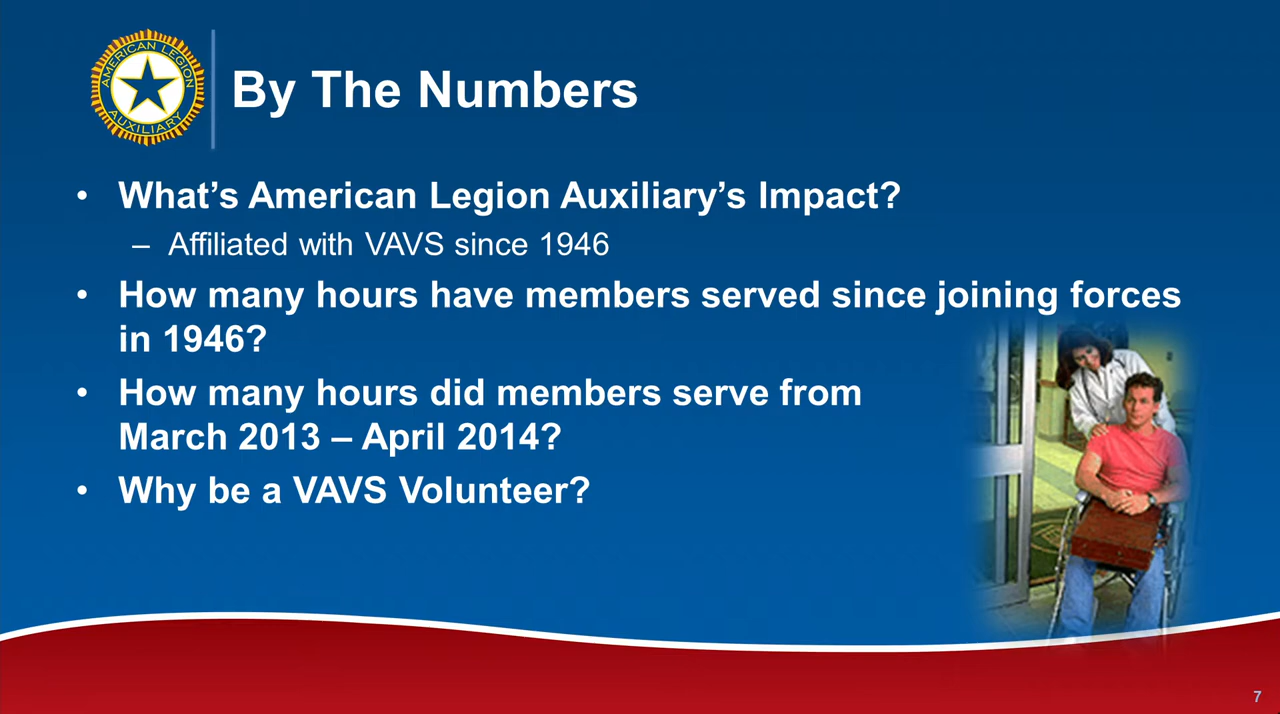 AMERICAN LEGION
AUXILIARY
By The Numbers
• What’s American Legion Auxiliary’s Impact?
– Affiliated with VAVS since 1946
• How many hours have members served since joining forces
in 1946?
• How many hours did members serve from
March 2013 – April 2014?
• Why be a VAVS Volunteer?
7